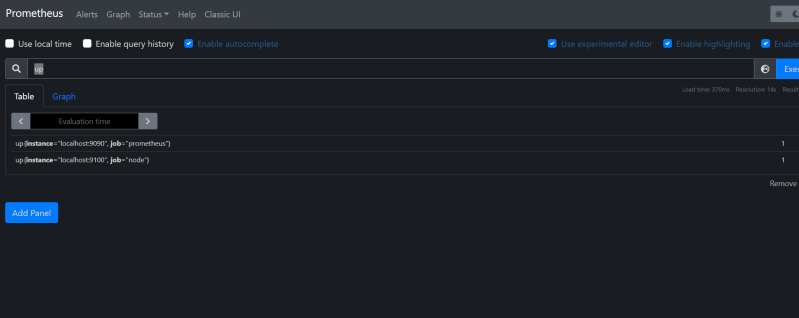 Prometheus Alerts Graph Status Help Classic UI
Use local time Enable query history Enable autocomplete Use experimental editor Enable highlighting Enable
up Exec
Table Graph Load time: 370ms Resolution: 14s Result
Evaluation time
up{instance="localhost:9090", job="prometheus"} 1
up{instance="localhost:9100", job="node"} 1
Remove
Add Panel